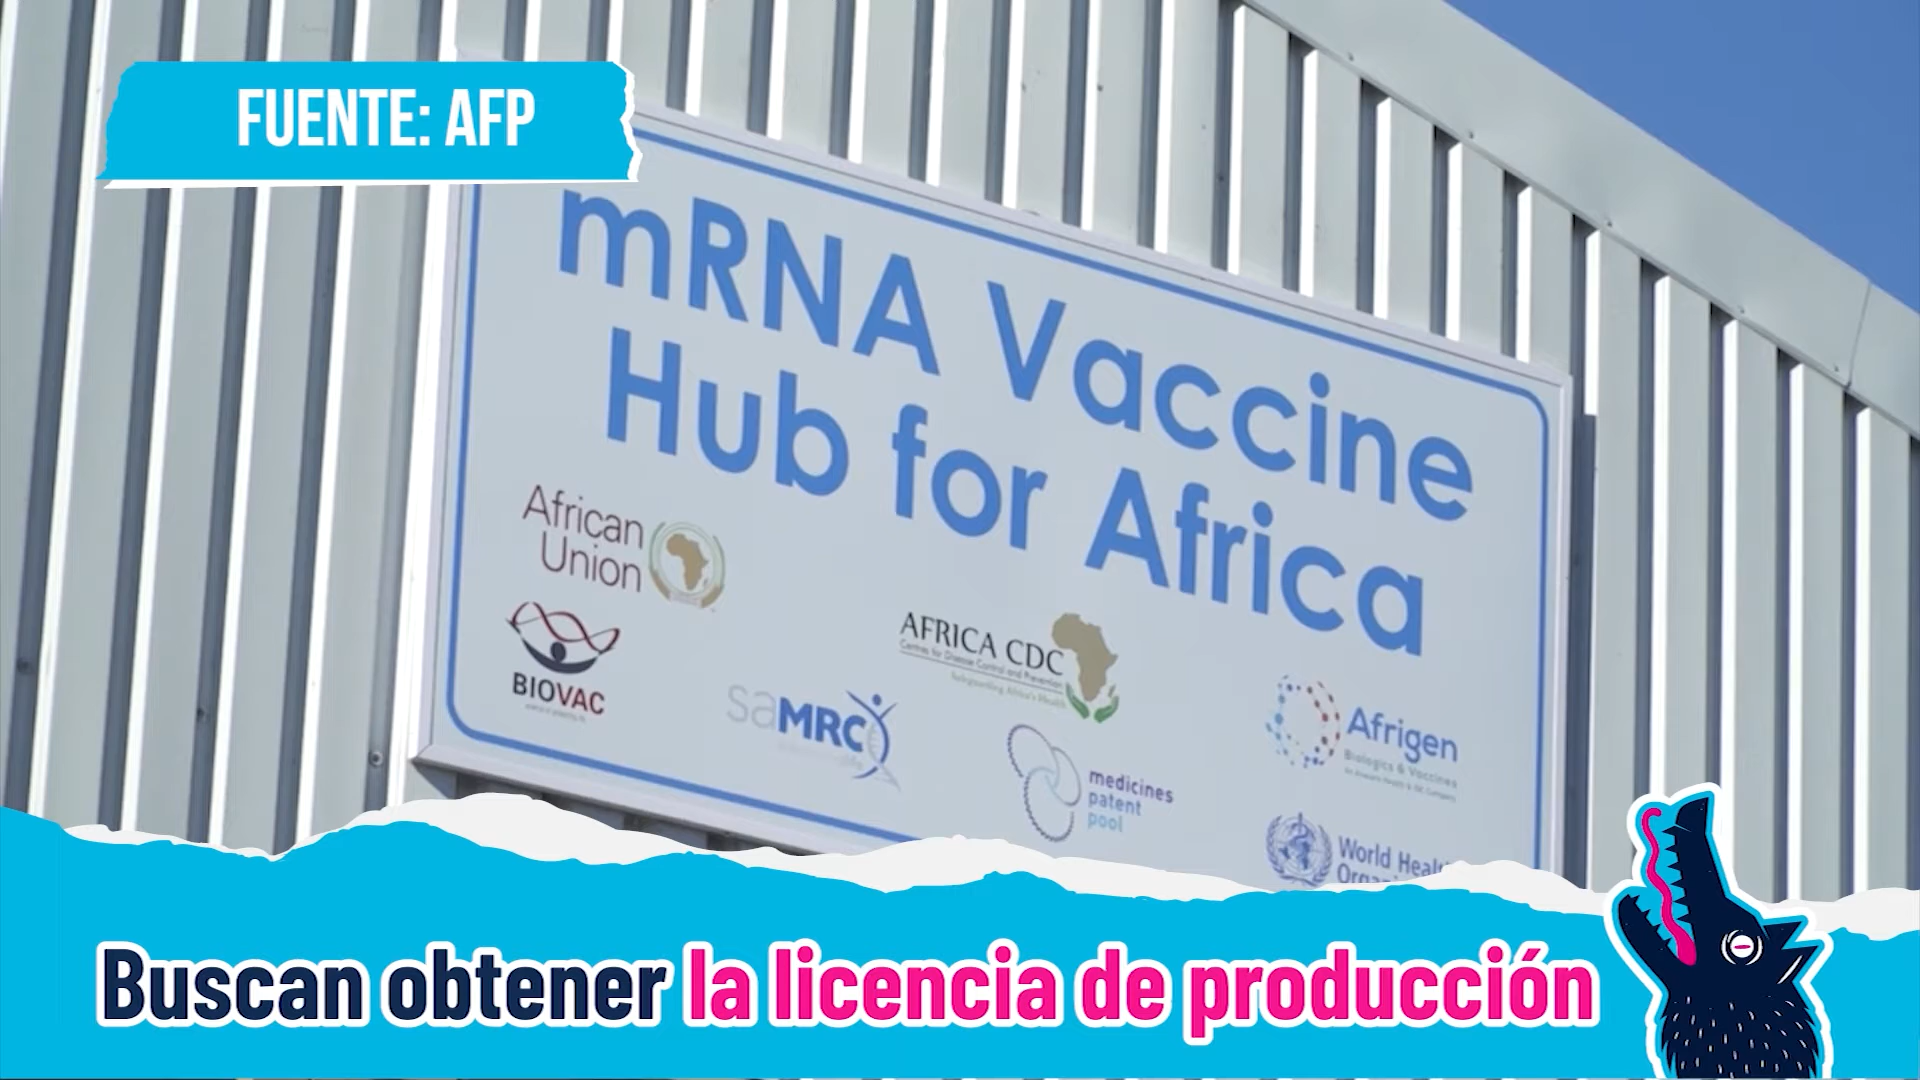 FUENTE: AFP
mRNA Vaccine
Hub for Africa
African
Union
BIOVAC
saMRC
AFRICA CDC
Centres for Disease Control and Prevention
Safeguarding Africa's Health
medicines
patent
pool
Afrigen
Biologics & Vaccines
World
Buscan obtener la licencia de producción